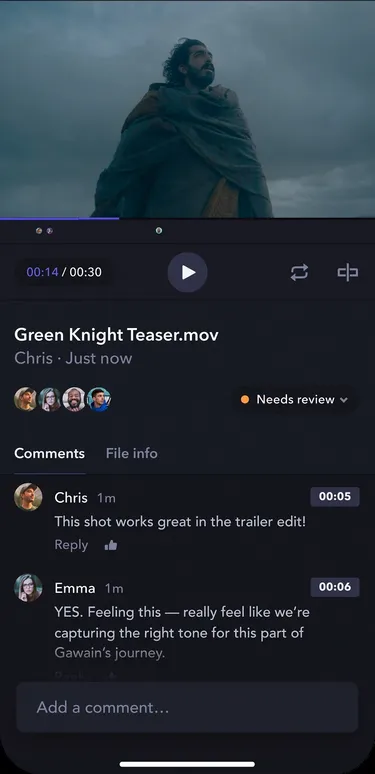 00:14 / 00:30
Green Knight Teaser.mov
Chris · Just now
Needs review
Comments File info
Chris 1m 00:05
This shot works great in the trailer edit!
Reply
Emma 1m 00:06
YES. Feeling this — really feel like we’re
capturing the right tone for this part of
Gawain’s journey.
Add a comment…